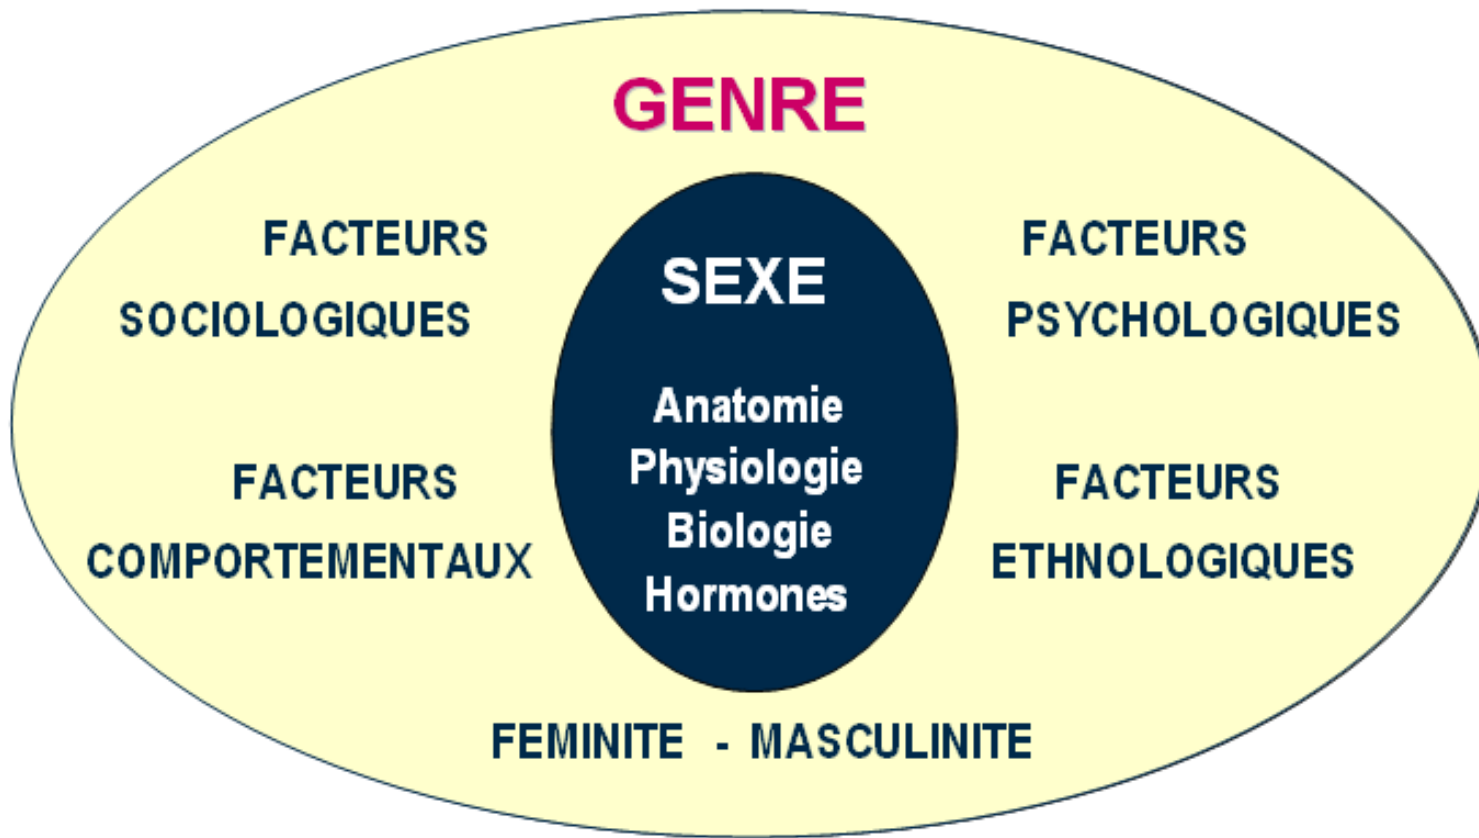 GENRE
FACTEURS
SOCIOLOGIQUES
FACTEURS
PSYCHOLOGIQUES
SEXE
Anatomie
Physiologie
Biologie
Hormones
FACTEURS
COMPORTEMENTAUX
FACTEURS
ETHNOLOGIQUES
FEMINITE - MASCULINITE